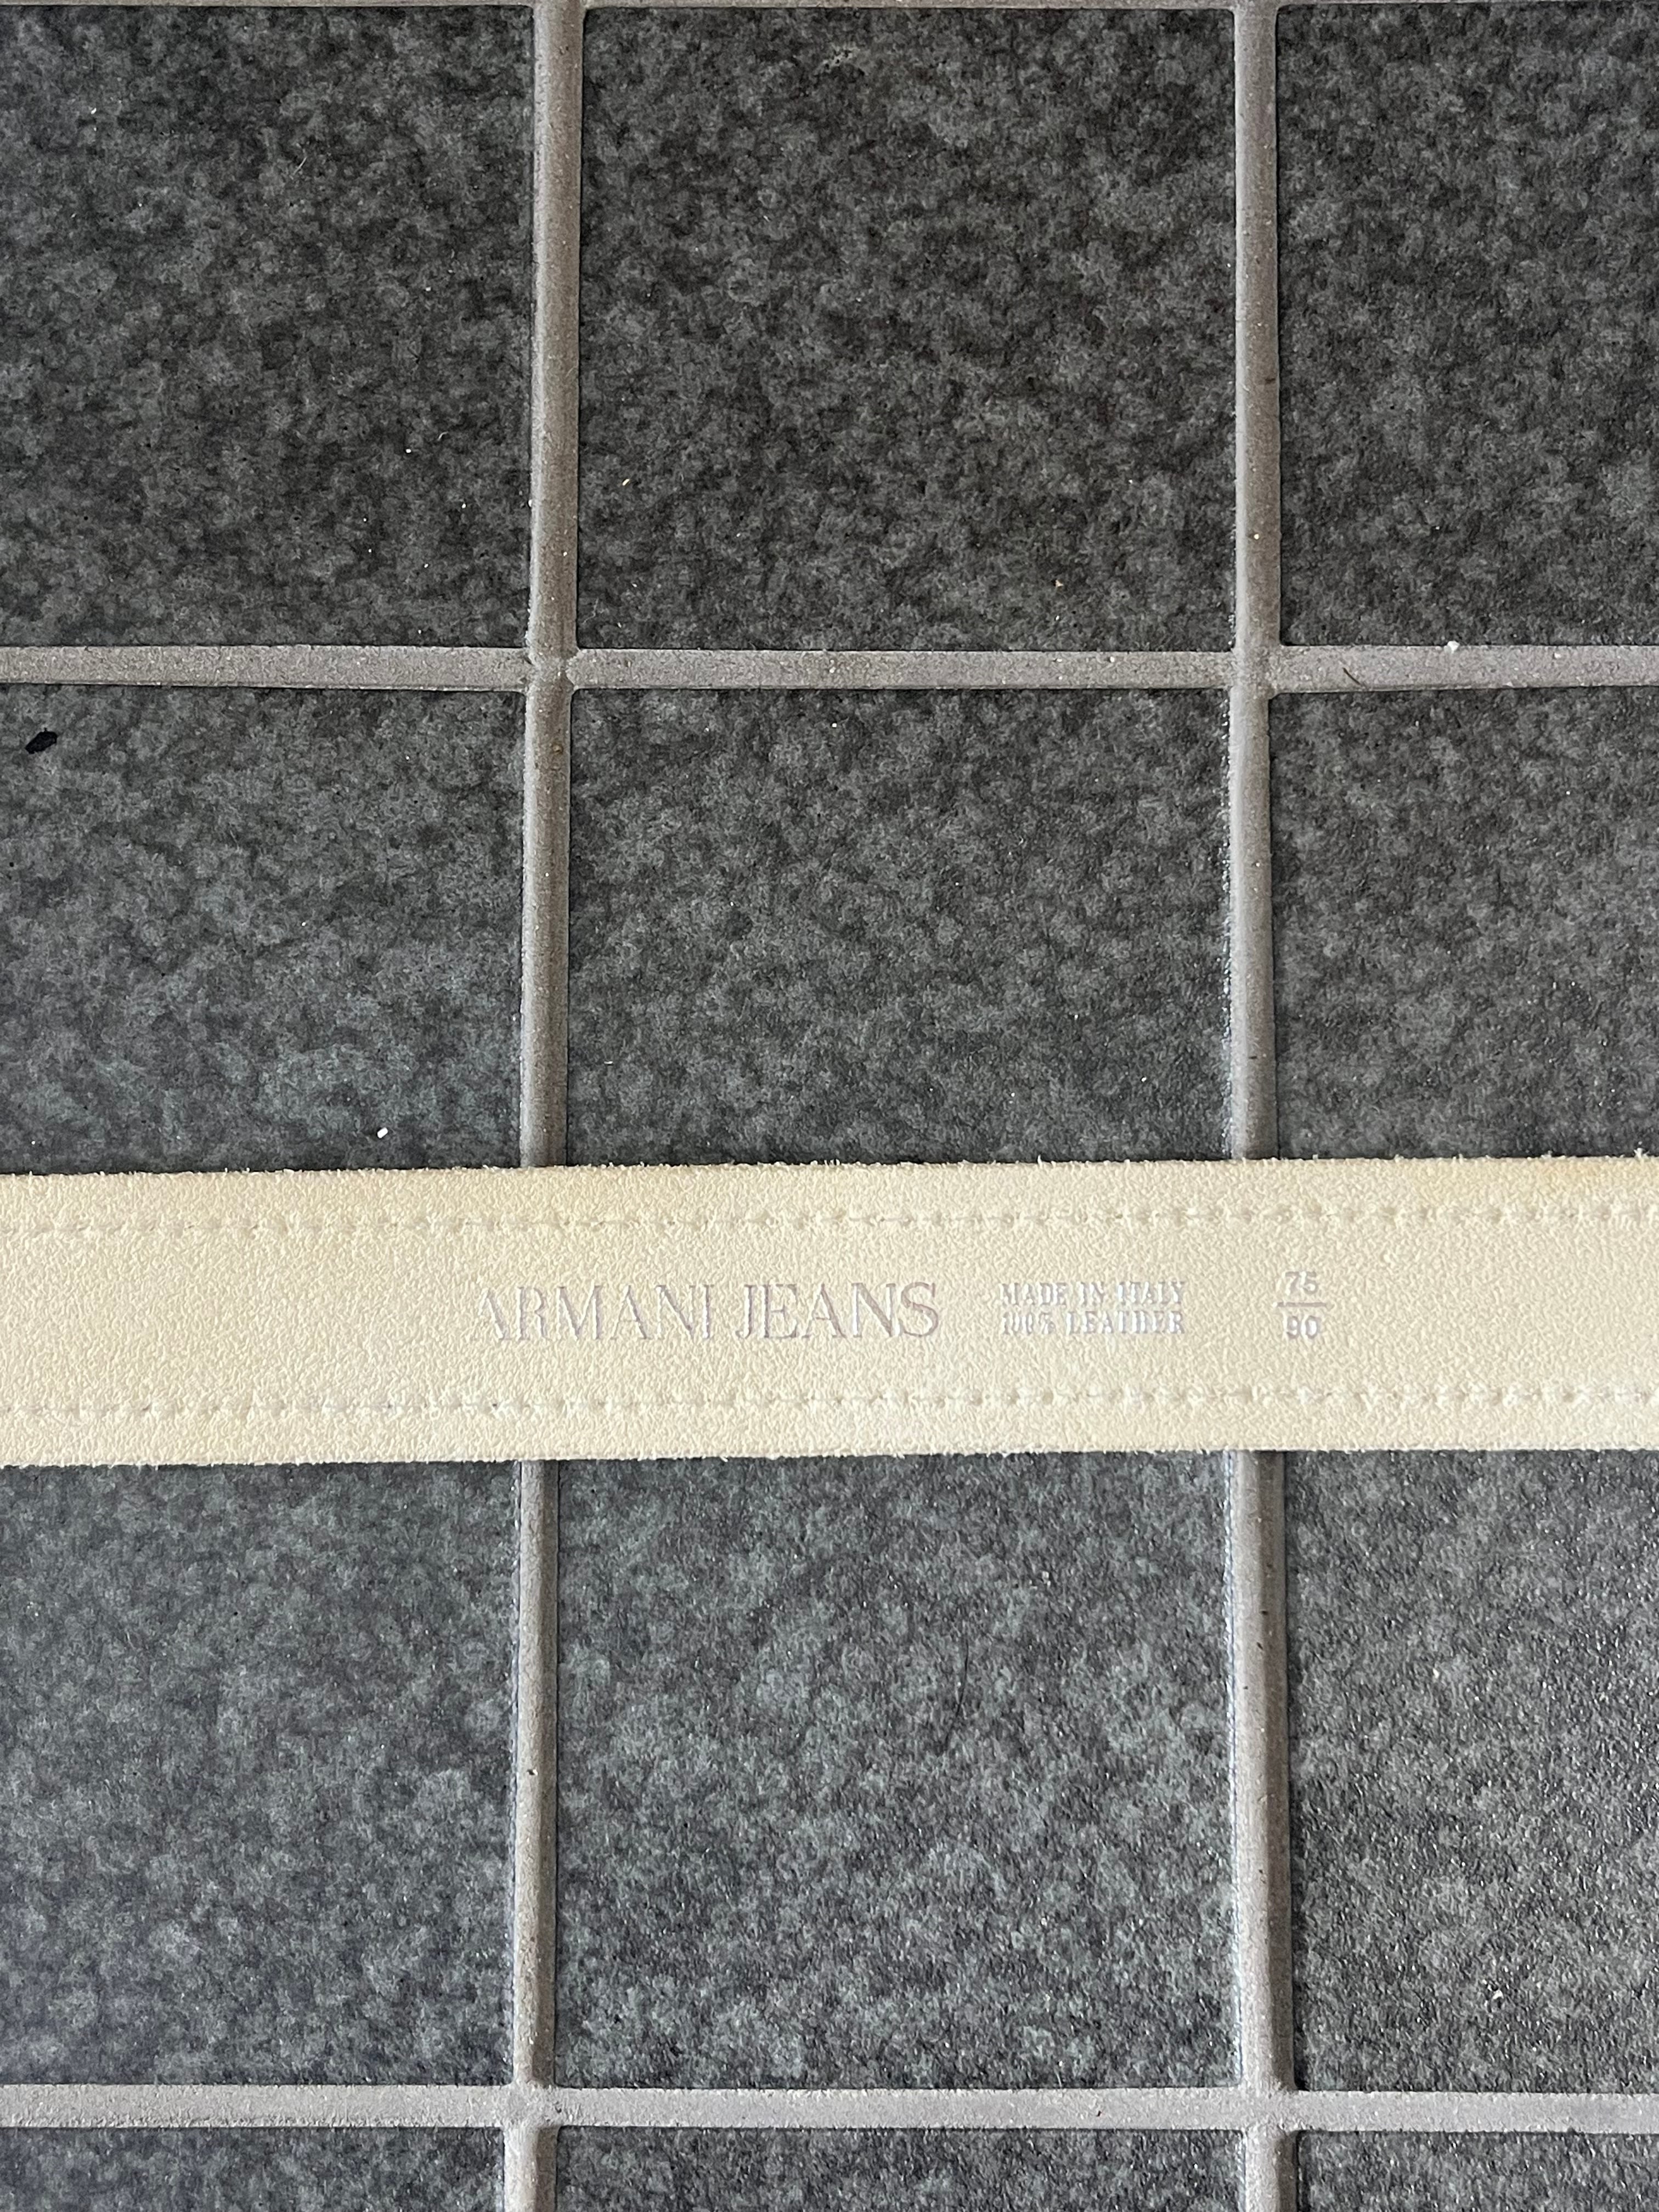 ARMANI JEANS
MADE IN ITALY
100% LEATHER
75
90